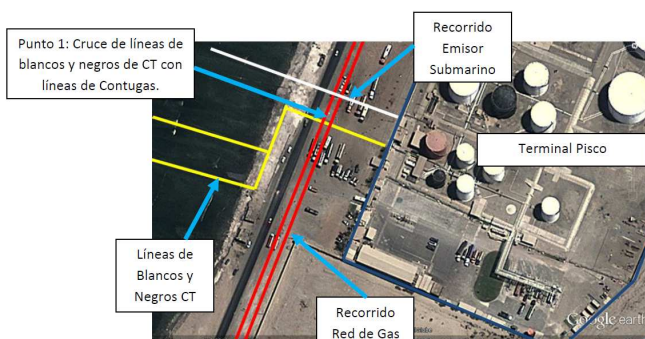 Punto 1: Cruce de líneas de
blancos y negros de CT con
líneas de Contugas.
Recorrido
Emisor
Submarino
Terminal Pisco
Líneas de
Blancos y
Negros CT
Recorrido
Red de Gas
Google earth